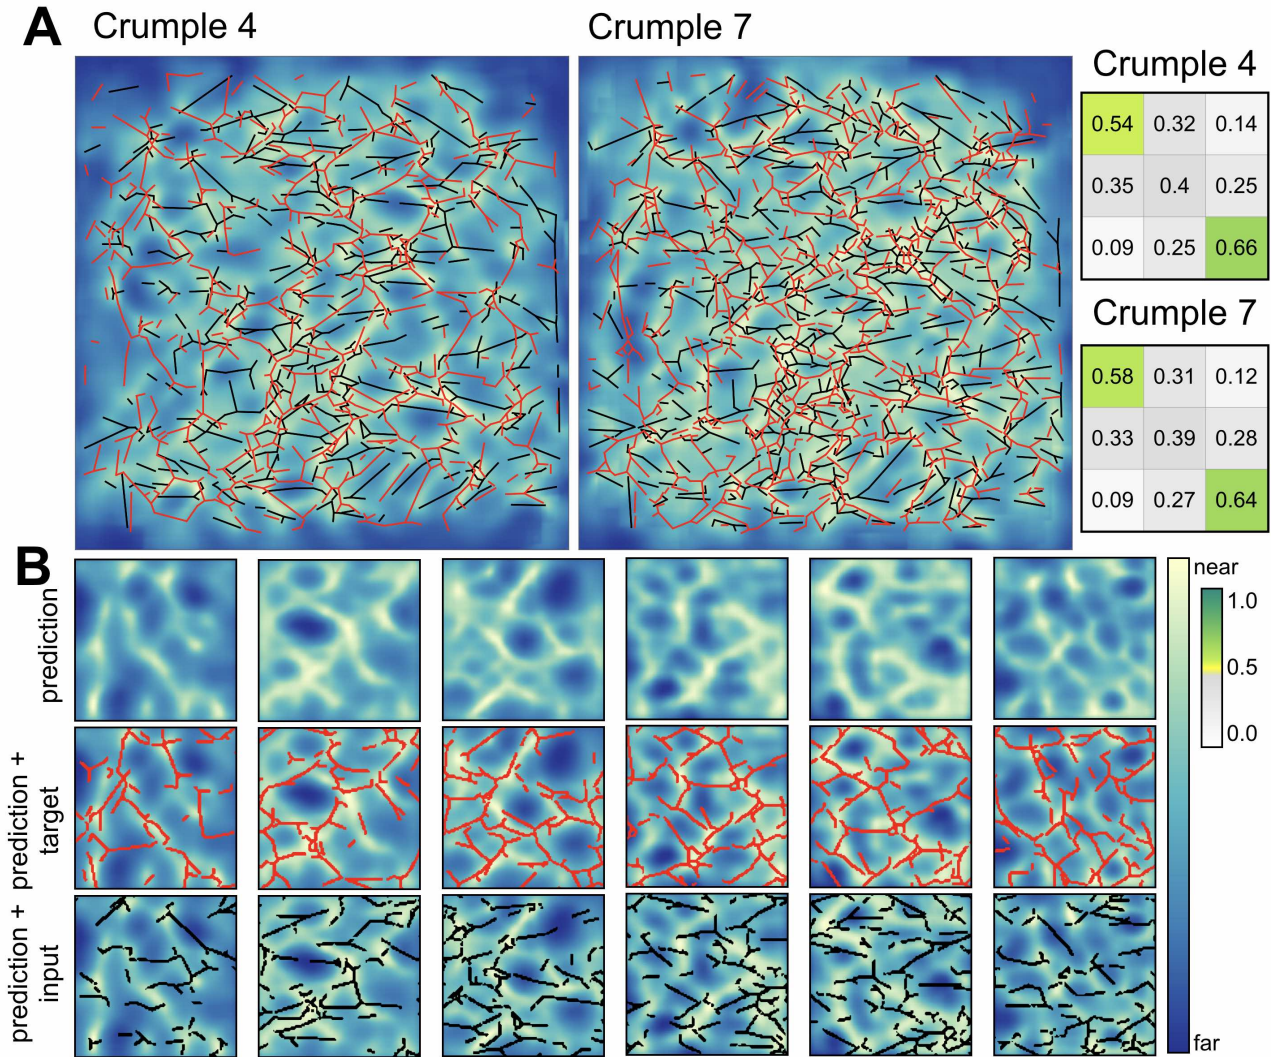 A
Crumple 4
Crumple 7
Crumple 4
0.54 0.32 0.14
0.35 0.4 0.25
0.09 0.25 0.66
Crumple 7
0.58 0.31 0.12
0.33 0.39 0.28
0.09 0.27 0.64
B
prediction
prediction +
target
prediction +
input
near
1.0
0.5
0.0
far